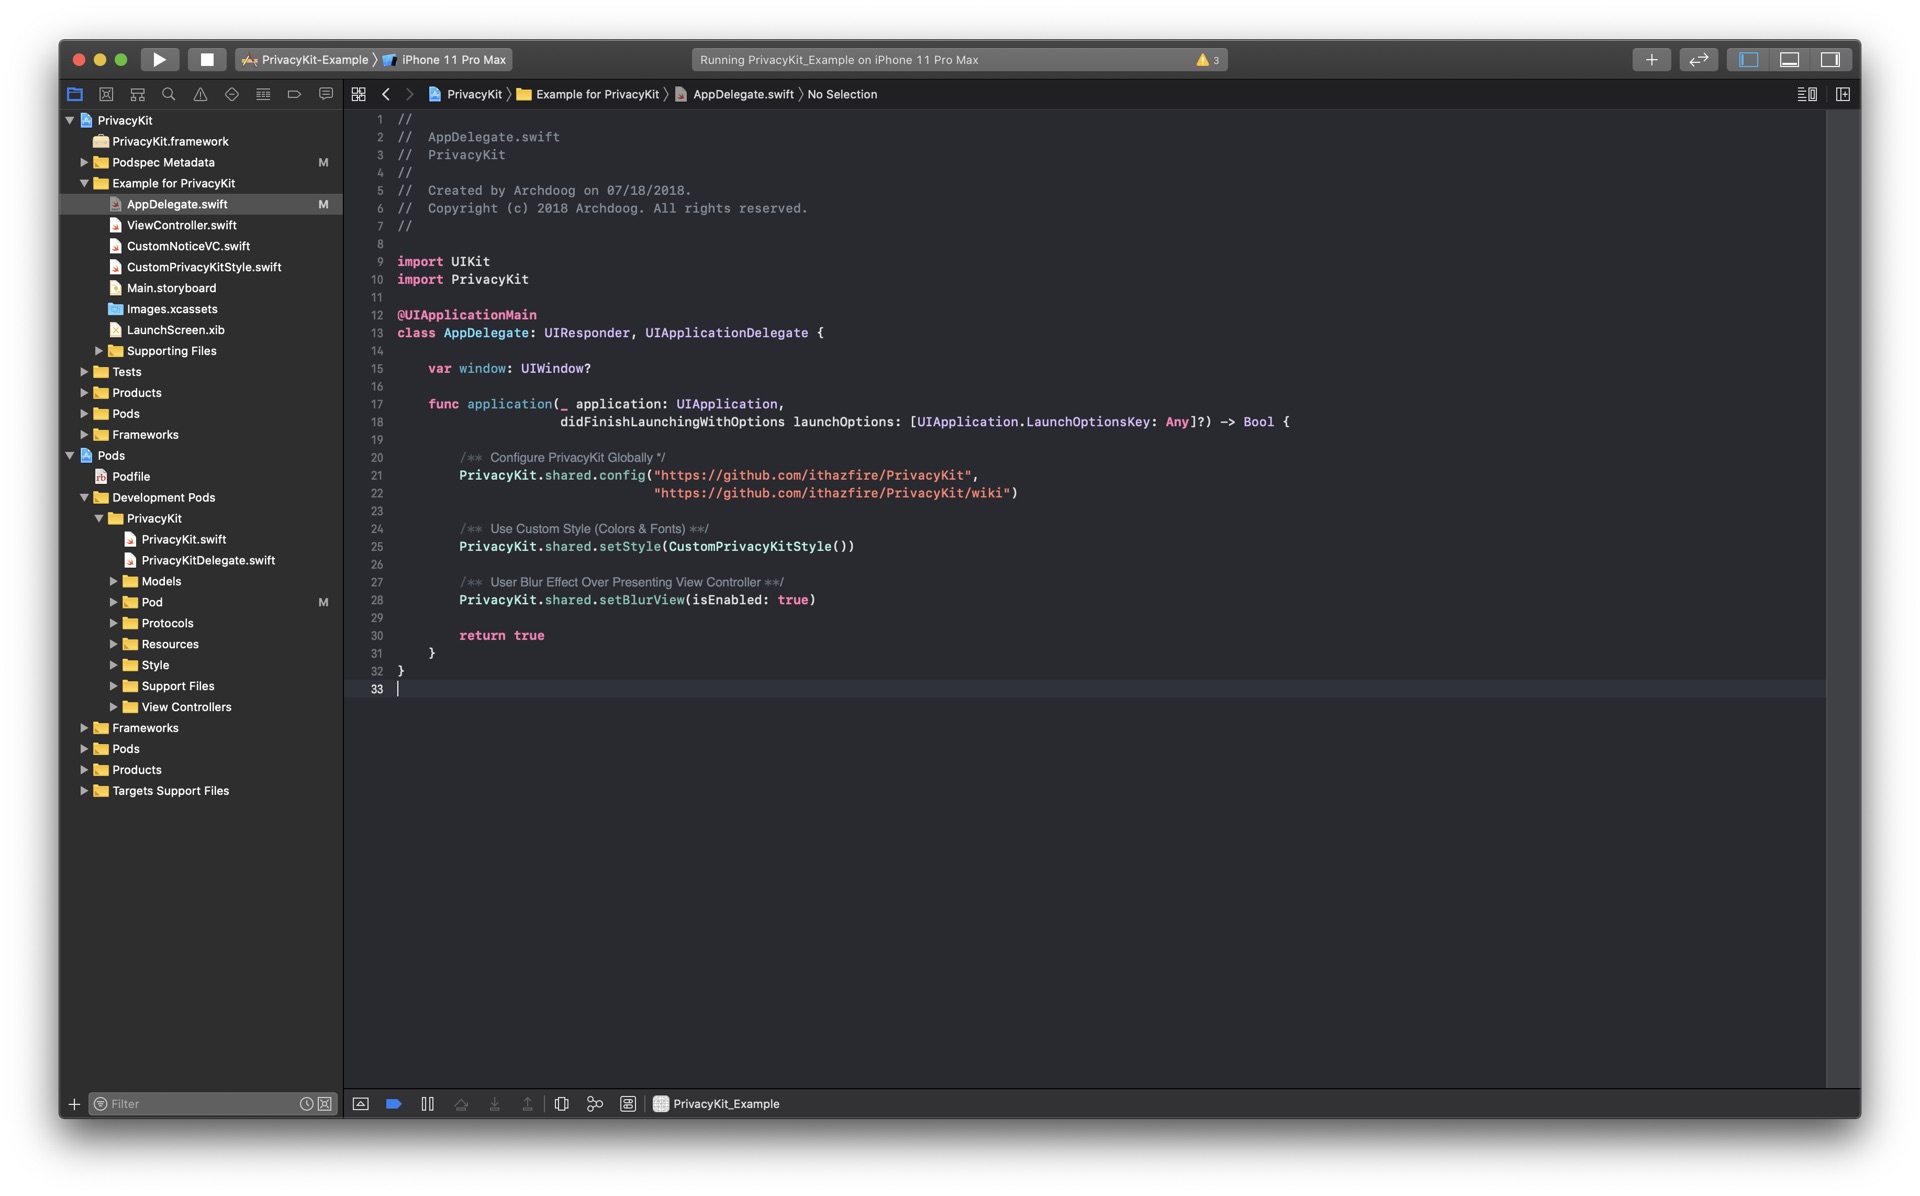 PrivacyKit-Example 〉 iPhone 11 Pro Max
Running PrivacyKit_Example on iPhone 11 Pro Max
3
PrivacyKit 〉 Example for PrivacyKit 〉 AppDelegate.swift 〉 No Selection
PrivacyKit
PrivacyKit.framework
Podspec Metadata M
Example for PrivacyKit
AppDelegate.swift M
ViewController.swift
CustomNoticeVC.swift
CustomPrivacyKitStyle.swift
Main.storyboard
Images.xcassets
LaunchScreen.xib
Supporting Files
Tests
Products
Pods
Frameworks
Pods
rb Podfile
Development Pods
PrivacyKit
PrivacyKit.swift
PrivacyKitDelegate.swift
Models
Pod M
Protocols
Resources
Style
Support Files
View Controllers
Frameworks
Pods
Products
Targets Support Files
1 //
2 //  AppDelegate.swift
3 //  PrivacyKit
4 //
5 //  Created by Archdoog on 07/18/2018.
6 //  Copyright (c) 2018 Archdoog. All rights reserved.
7 //
8
9 import UIKit
10 import PrivacyKit
11
12 @UIApplicationMain
13 class AppDelegate: UIResponder, UIApplicationDelegate {
14
15     var window: UIWindow?
16
17     func application(_ application: UIApplication,
18                      didFinishLaunchingWithOptions launchOptions: [UIApplication.LaunchOptionsKey: Any]?) -> Bool {
19
20         /** Configure PrivacyKit Globally */
21         PrivacyKit.shared.config("https://github.com/ithazfire/PrivacyKit",
22                                  "https://github.com/ithazfire/PrivacyKit/wiki")
23
24         /** Use Custom Style (Colors & Fonts) **/
25         PrivacyKit.shared.setStyle(CustomPrivacyKitStyle())
26
27         /** User Blur Effect Over Presenting View Controller **/
28         PrivacyKit.shared.setBlurView(isEnabled: true)
29
30         return true
31     }
32 }
33
Filter
PrivacyKit_Example